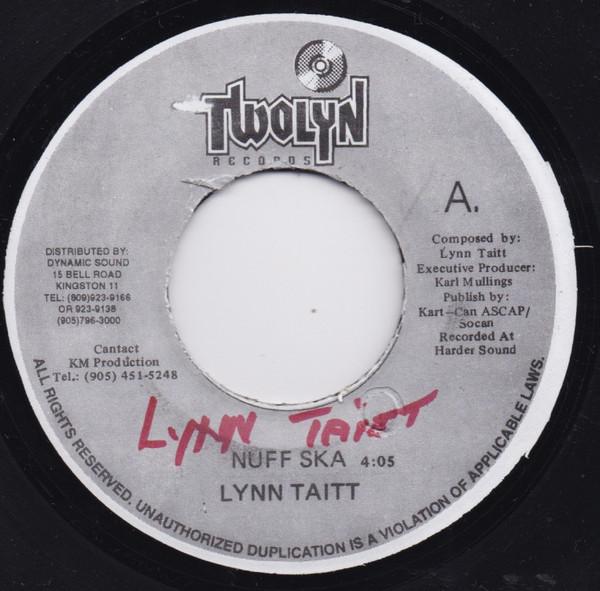 TWOLYN
RECORDS
A.
DISTRIBUTED BY:
DYNAMIC SOUND
15 BELL ROAD
KINGSTON 11
TEL: (809)923-9166
OR 923-9138
(905)796-3000
Cantact
KM Production
Tel.: (905) 451-5248
Composed by:
Lynn Taitt
Executive Producer:
Karl Mullings
Publish by:
Kart-Can ASCAP/
Socan
Recorded At
Harder Sound
LYNN TAITT
NUFF SKA 4:05
LYNN TAITT
ALL RIGHTS RESERVED. UNAUTHORIZED DUPLICATION IS A VIOLATION OF APPLICABLE LAWS.